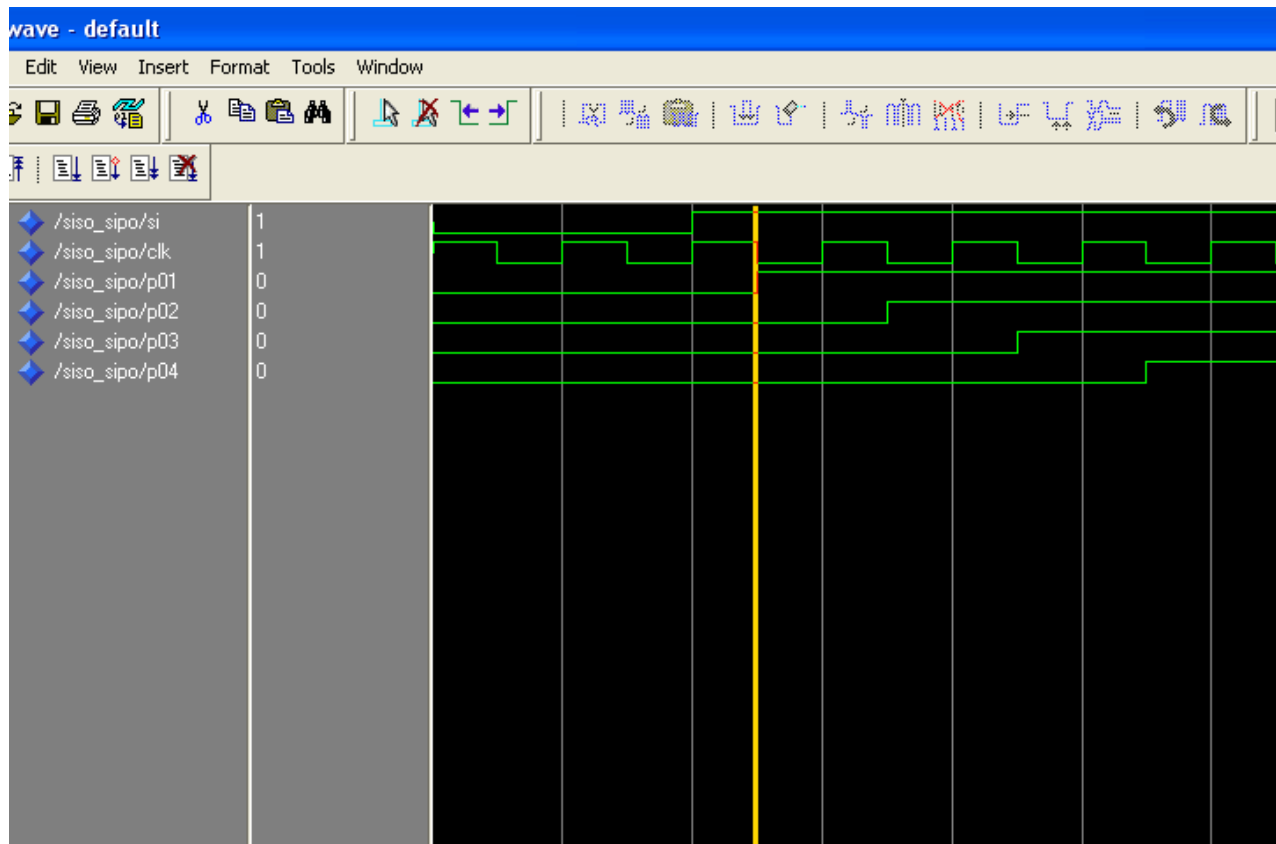 wave - default
Edit View Insert Format Tools Window
/siso_sipo/si 1
/siso_sipo/clk 1
/siso_sipo/p01 0
/siso_sipo/p02 0
/siso_sipo/p03 0
/siso_sipo/p04 0